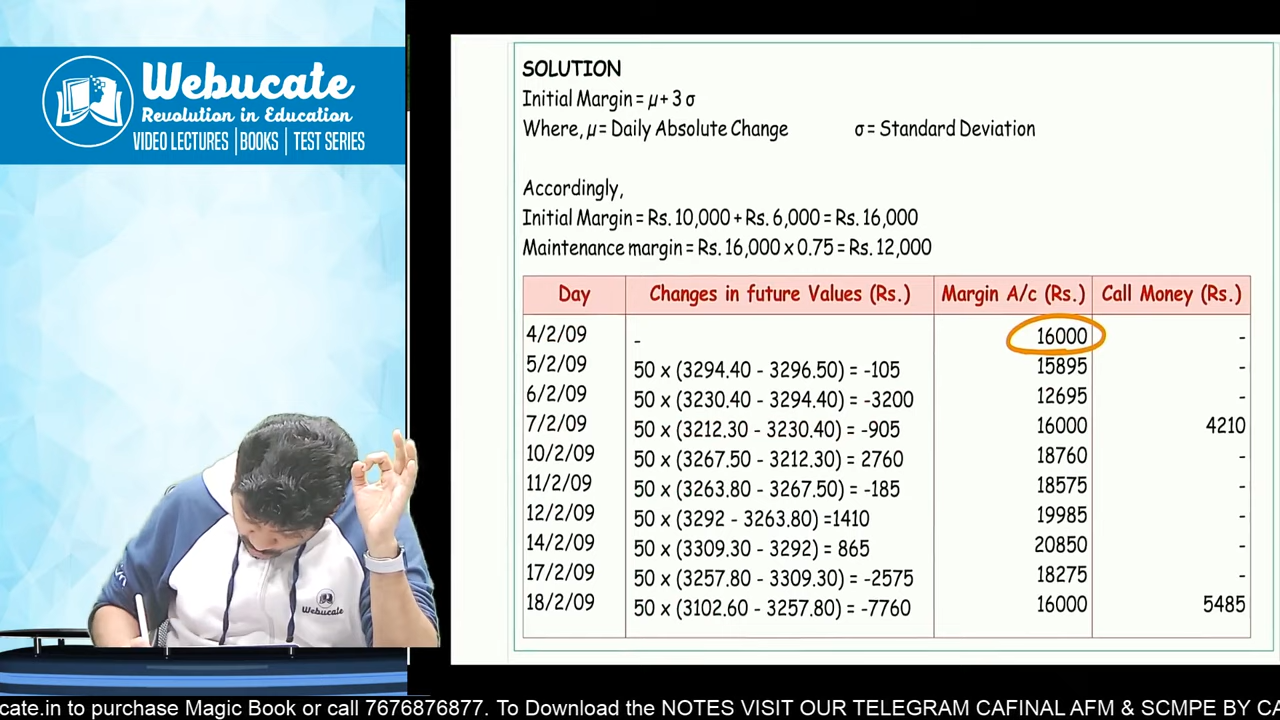 Webucate
Revolution in Education
VIDEO LECTURES | BOOKS | TEST SERIES
SOLUTION
Initial Margin = µ + 3 σ
Where, µ = Daily Absolute Change σ = Standard Deviation
Accordingly,
Initial Margin = Rs. 10,000 + Rs. 6,000 = Rs. 16,000
Maintenance margin = Rs. 16,000 x 0.75 = Rs. 12,000
Day Changes in future Values (Rs.) Margin A/c (Rs.) Call Money (Rs.)
4/2/09 - 16000 -
5/2/09 50 x (3294.40 - 3296.50) = -105 15895 -
6/2/09 50 x (3230.40 - 3294.40) = -3200 12695 -
7/2/09 50 x (3212.30 - 3230.40) = -905 16000 4210
10/2/09 50 x (3267.50 - 3212.30) = 2760 18760 -
11/2/09 50 x (3263.80 - 3267.50) = -185 18575 -
12/2/09 50 x (3292 - 3263.80) =1410 19985 -
14/2/09 50 x (3309.30 - 3292) = 865 20850 -
17/2/09 50 x (3257.80 - 3309.30) = -2575 18275 -
18/2/09 50 x (3102.60 - 3257.80) = -7760 16000 5485
Webucate
cate.in to purchase Magic Book or call 7676876877. To Download the NOTES VISIT OUR TELEGRAM CAFINAL AFM & SCMPE BY CA